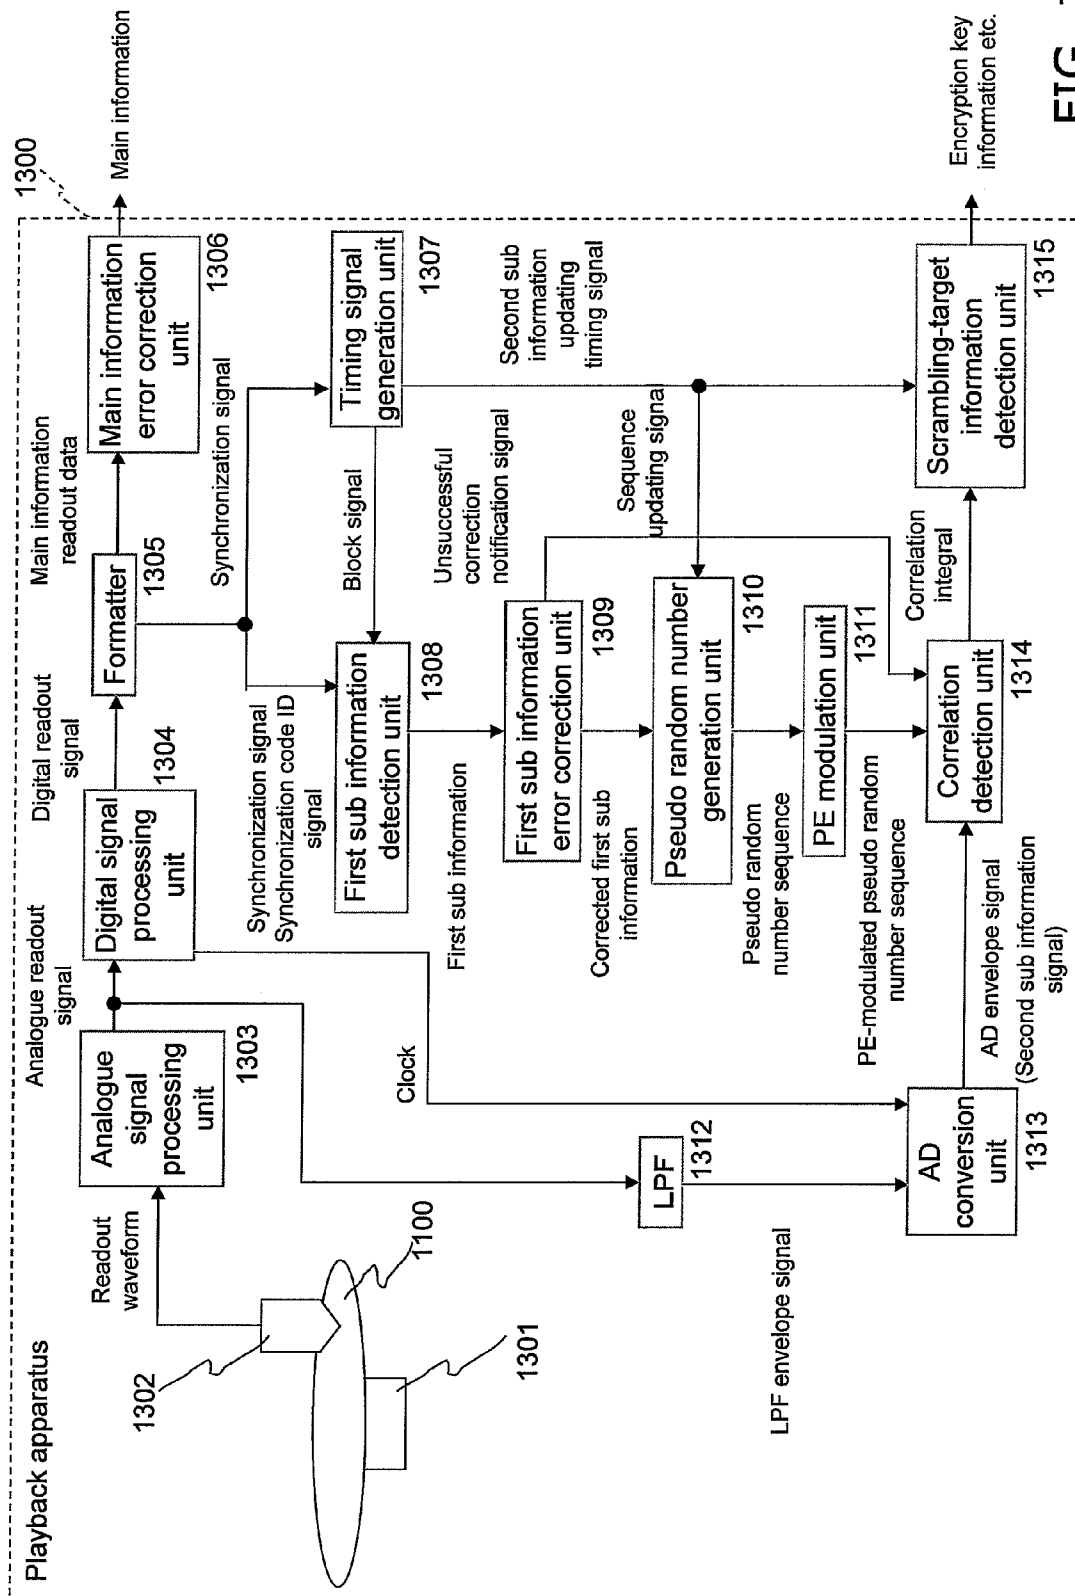 Playback apparatus
1300
1302
1301
1100
Readout
waveform
Analogue
signal
processing
unit
1303
Analogue readout
signal
Digital signal
processing
unit
1304
Digital readout
signal
Formatter
1305
Main information
readout data
Main information
error correction
unit
1306
Main information
Synchronization signal
Synchronization signal
Synchronization code ID
signal
Timing signal
generation unit
1307
Block signal
First sub information
detection unit
1308
First sub information
First sub information
error correction unit
1309
Unsuccessful
correction
notification signal
Second sub
information
updating
timing signal
Sequence
updating signal
Corrected first sub
information
Pseudo random number
generation unit
1310
Pseudo random
number sequence
PE modulation unit
1311
PE-modulated pseudo random
number sequence
Clock
LPF
1312
LPF envelope signal
AD
conversion
unit
1313
AD envelope signal
(Second sub information
signal)
Correlation
detection unit
1314
Correlation
integral
Scrambling-target
information
detection unit
1315
Encryption key
information etc.
FIG